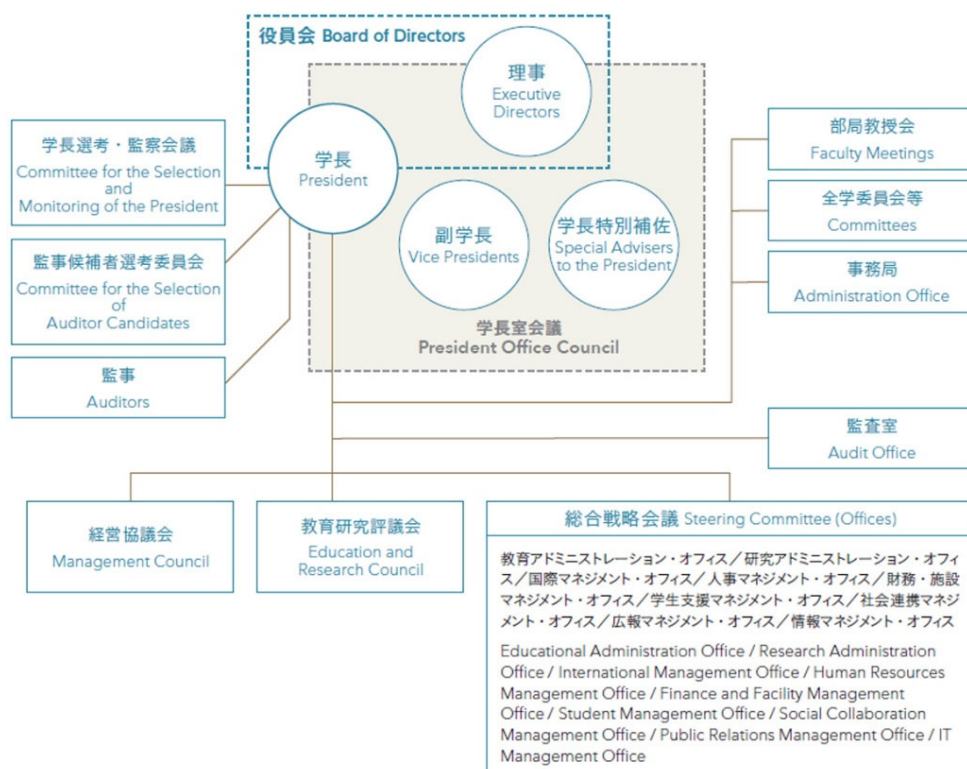 役員会 Board of Directors
理事
Executive
Directors
学長
President
副学長
Vice Presidents
学長特別補佐
Special Advisers
to the President
学長室会議
President Office Council
学長選考・監察会議
Committee for the Selection
and
Monitoring of the President
監事候補者選考委員会
Committee for the Selection
of
Auditor Candidates
監事
Auditors
部局教授会
Faculty Meetings
全学委員会等
Committees
事務局
Administration Office
監査室
Audit Office
経営協議会
Management Council
教育研究評議会
Education and
Research Council
総合戦略会議 Steering Committee (Offices)
教育アドミニストレーション・オフィス／研究アドミニストレーション・オフィ
ス／国際マネジメント・オフィス／人事マネジメント・オフィス／財務・施設
マネジメント・オフィス／学生支援マネジメント・オフィス／社会連携マネジ
メント・オフィス／広報マネジメント・オフィス／情報マネジメント・オフィス
Educational Administration Office / Research Administration
Office / International Management Office / Human Resources
Management Office / Finance and Facility Management
Office / Student Management Office / Social Collaboration
Management Office / Public Relations Management Office / IT
Management Office